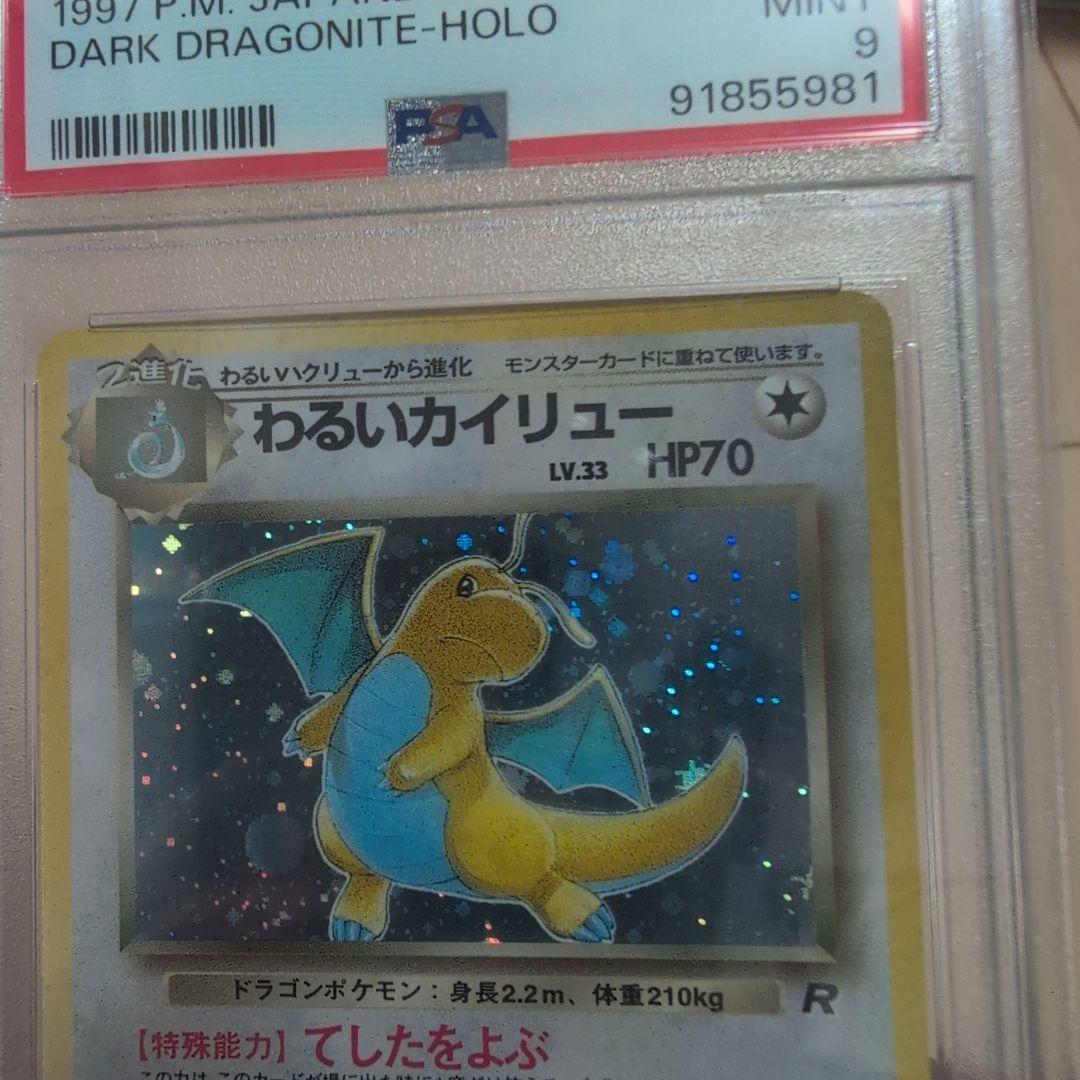 1997 P.M. JAPANE
MINT
DARK DRAGONITE-HOLO
9
91855981
PSA
2進化
わるいハクリューから進化
モンスターカードに重ねて使います。
わるいカイリュー
LV.33
HP70
ドラゴンポケモン：身長2.2m、体重210kg
R
【特殊能力】てしたをよぶ